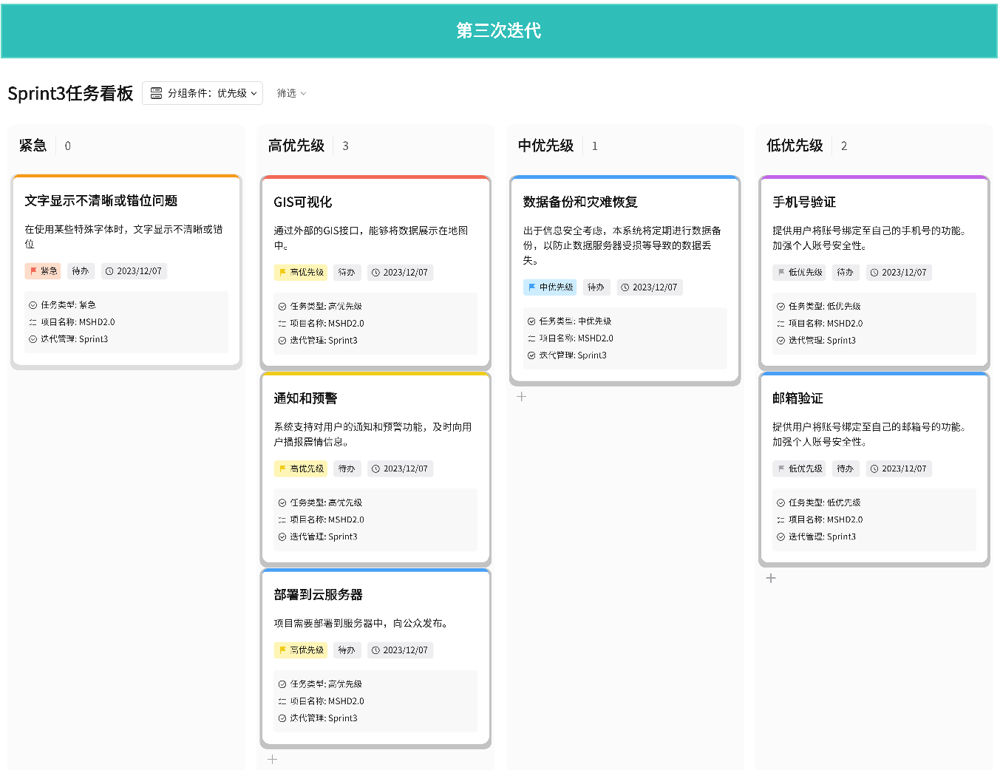 第三次迭代
Sprint3任务看板
分组条件：优先级
筛选
紧急 0
文字显示不清晰或错位问题
在使用某些特殊字体时，文字显示不清晰或错
位
紧急 待办 2023/12/07
任务类型: 紧急
项目名称: MSHD2.0
迭代管理: Sprint3
高优先级 3
GIS可视化
通过外部的GIS接口，能够将数据展示在地图
中。
高优先级 待办 2023/12/07
任务类型: 高优先级
项目名称: MSHD2.0
迭代管理: Sprint3
通知和预警
系统支持对用户的通知和预警功能，及时向用
户播报震情信息。
高优先级 待办 2023/12/07
任务类型: 高优先级
项目名称: MSHD2.0
迭代管理: Sprint3
部署到云服务器
项目需要部署到服务器中，向公众发布。
高优先级 待办 2023/12/07
任务类型: 高优先级
项目名称: MSHD2.0
迭代管理: Sprint3
中优先级 1
数据备份和灾难恢复
出于信息安全考虑，本系统将定期进行数据备
份，以防止数据服务器受损等导致的数据丢
失。
中优先级 待办 2023/12/07
任务类型: 中优先级
项目名称: MSHD2.0
迭代管理: Sprint3
低优先级 2
手机号验证
提供用户将账号绑定至自己的手机号的功能。
加强个人账号安全性。
低优先级 待办 2023/12/07
任务类型: 低优先级
项目名称: MSHD2.0
迭代管理: Sprint3
邮箱验证
提供用户将账号绑定至自己的邮箱号的功能。
加强个人账号安全性。
低优先级 待办 2023/12/07
任务类型: 低优先级
项目名称: MSHD2.0
迭代管理: Sprint3